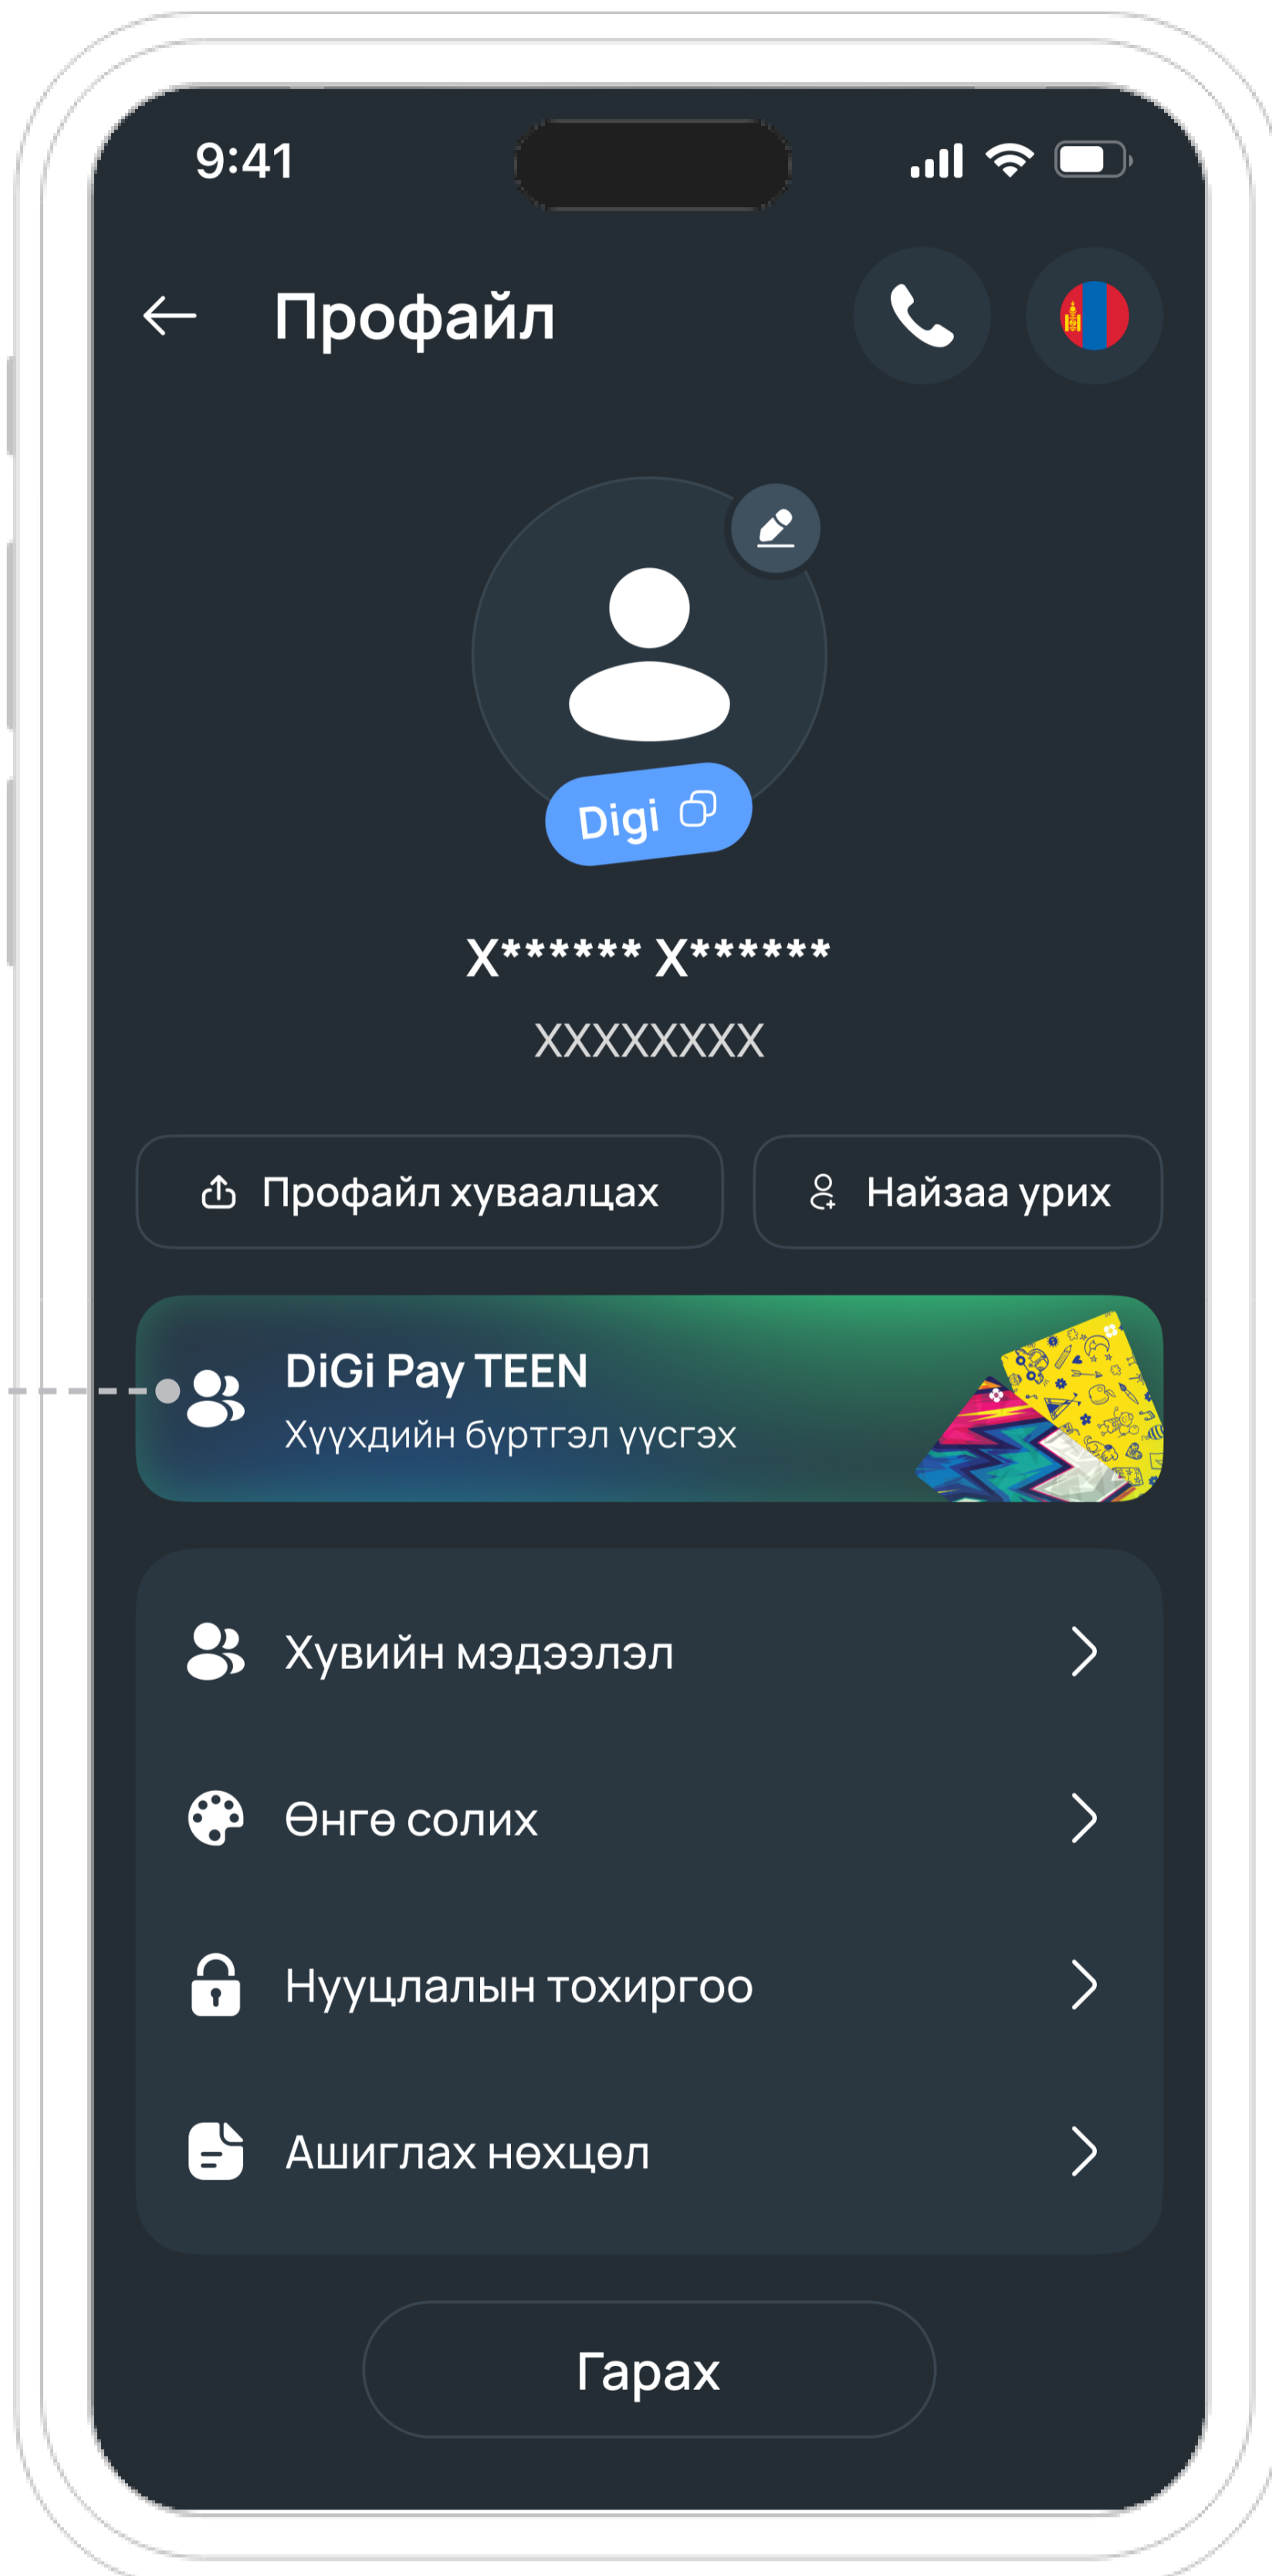 9:41
Профайл
Digi
X****** X******
XXXXXXXX
Профайл хуваалцах
Найзаа урих
DiGi Pay TEEN
Хүүхдийн бүртгэл үүсгэх
Хувийн мэдээлэл
Өнгө солих
Нууцлалын тохиргоо
Ашиглах нөхцөл
Гарах